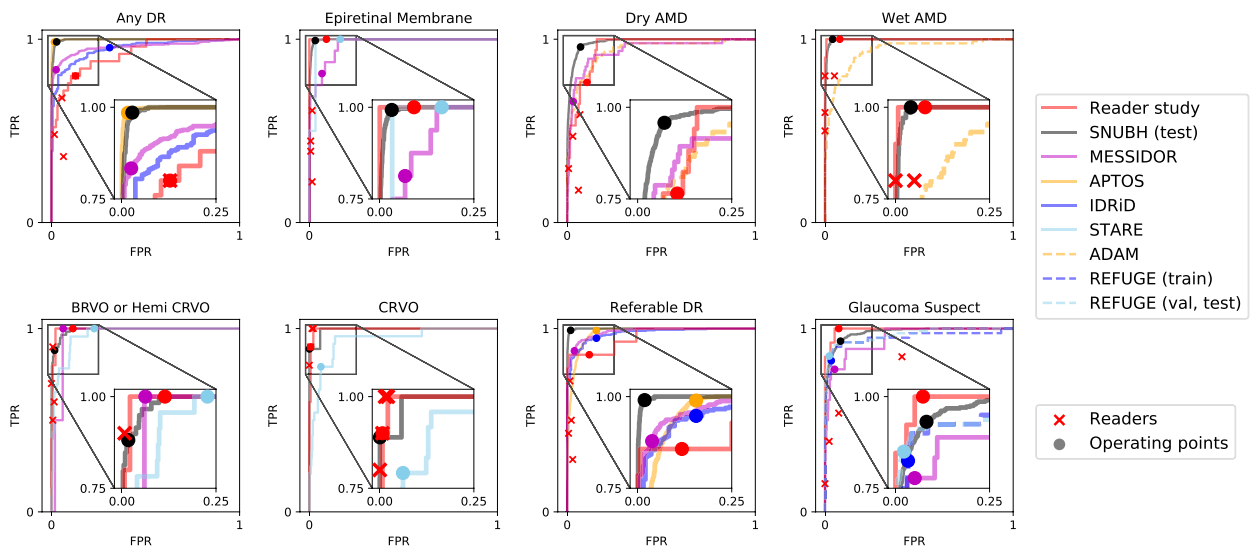 Any DR
1
TPR
0
1.00
0.75
0.00
0.25
0
1
FPR
Epiretinal Membrane
1
TPR
0
1.00
0.75
0.00
0.25
0
1
FPR
Dry AMD
1
TPR
0
1.00
0.75
0.00
0.25
0
1
FPR
Wet AMD
1
TPR
0
1.00
0.75
0.00
0.25
0
1
FPR
BRVO or Hemi CRVO
1
TPR
0
1.00
0.75
0.00
0.25
0
1
FPR
CRVO
1
TPR
0
1.00
0.75
0.00
0.25
0
1
FPR
Referable DR
1
TPR
0
1.00
0.75
0.00
0.25
0
1
FPR
Glaucoma Suspect
1
TPR
0
1.00
0.75
0.00
0.25
0
1
FPR
Reader study
SNUBH (test)
MESSIDOR
APTOS
IDRiD
STARE
ADAM
REFUGE (train)
REFUGE (val, test)
Readers
Operating points